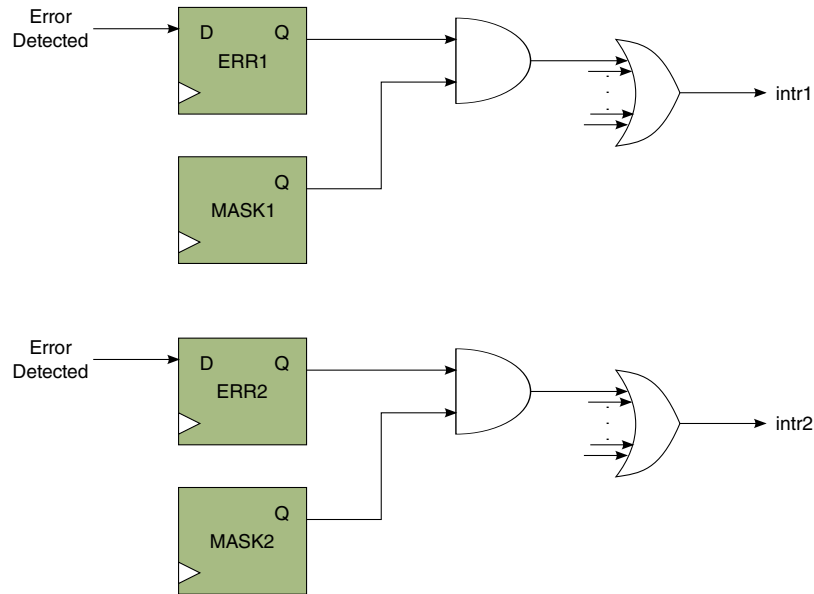 Error
Detected
D Q
ERR1
intr1
Q
MASK1
Error
Detected
D Q
ERR2
intr2
Q
MASK2